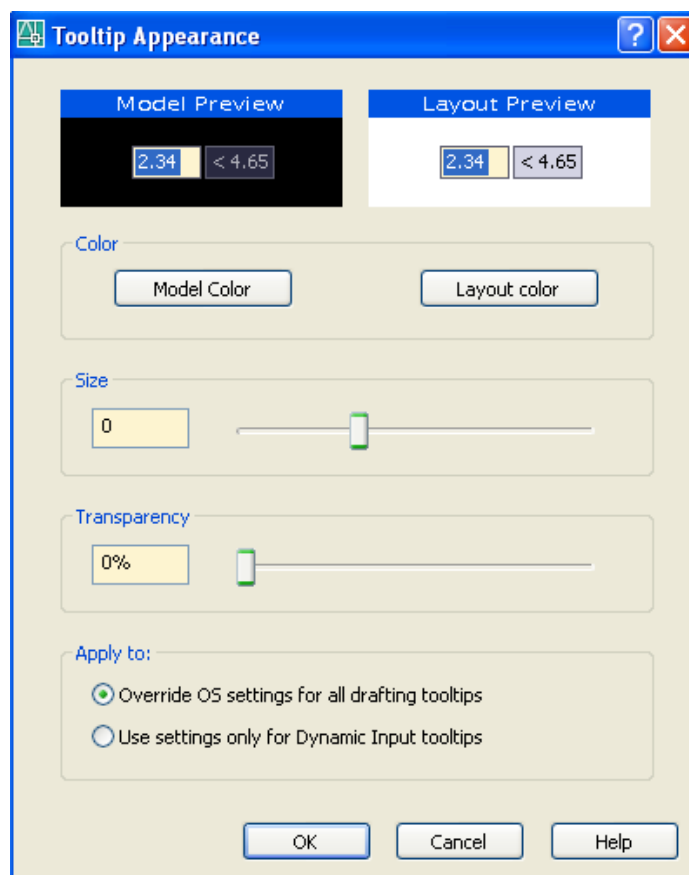 Tooltip Appearance
Model Preview Layout Preview
2.34 < 4.65 2.34 < 4.65
Color
Model Color Layout color
Size
0
Transparency
0%
Apply to:
Override OS settings for all drafting tooltips
Use settings only for Dynamic Input tooltips
OK Cancel Help